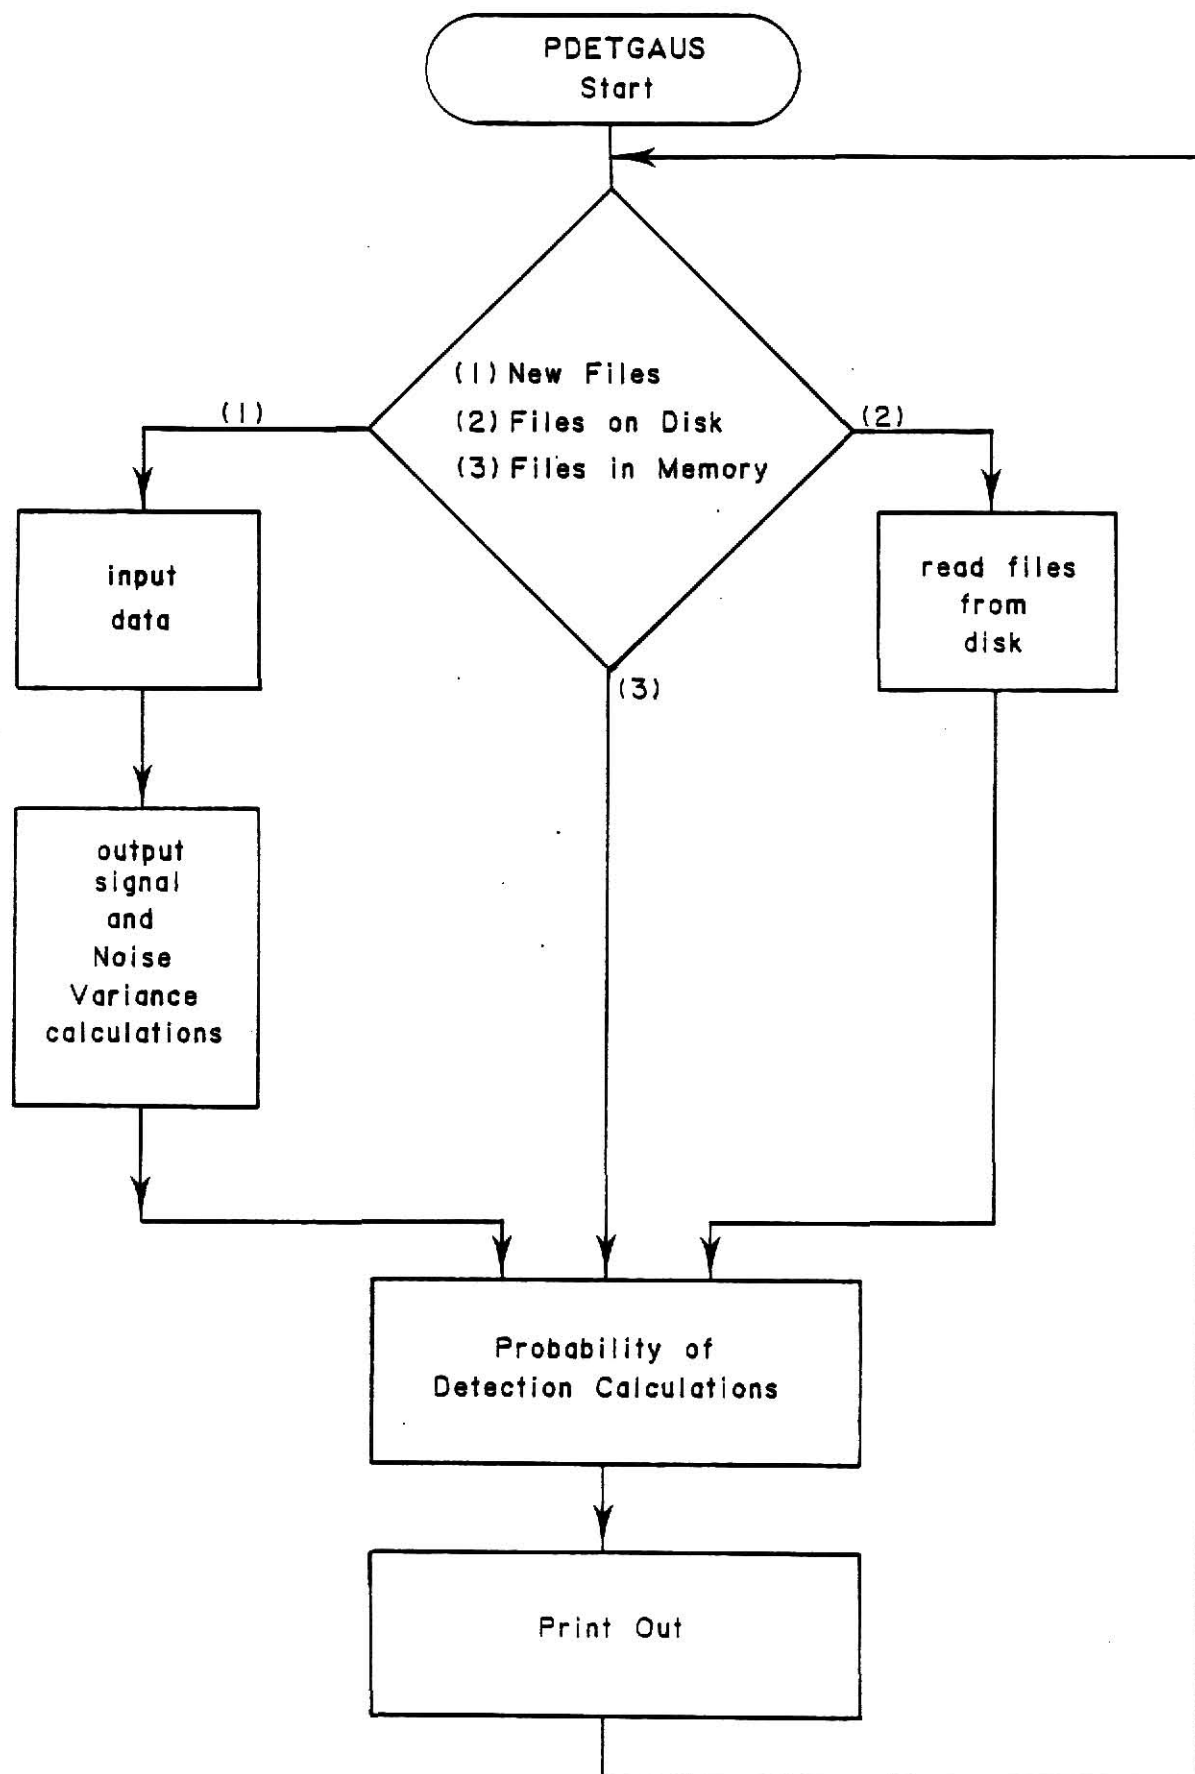 PDETGAUS
Start
(1) New Files
(2) Files on Disk
(3) Files in Memory
(1)
(2)
(3)
input
data
read files
from
disk
output
signal
and
Noise
Variance
calculations
Probability of
Detection Calculations
Print Out